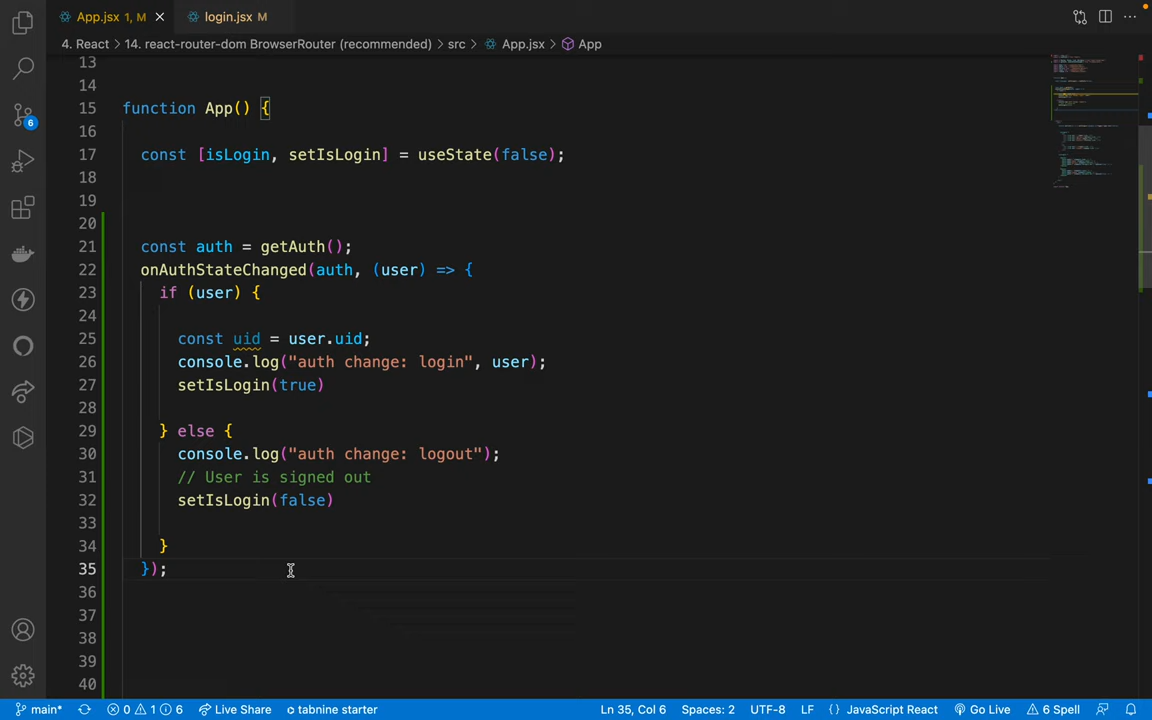 App.jsx 1, M
login.jsx M
4. React > 14. react-router-dom BrowserRouter (recommended) > src > App.jsx > App
13
14
15 function App() {
16
17 const [isLogin, setIsLogin] = useState(false);
18
19
20
21 const auth = getAuth();
22 onAuthStateChanged(auth, (user) => {
23 if (user) {
24
25 const uid = user.uid;
26 console.log("auth change: login", user);
27 setIsLogin(true)
28
29 } else {
30 console.log("auth change: logout");
31 // User is signed out
32 setIsLogin(false)
33
34 }
35 });
36
37
38
39
40
6
main* 0 1 6 Live Share tabnine starter Ln 35, Col 6 Spaces: 2 UTF-8 LF {} JavaScript React Go Live 6 Spell